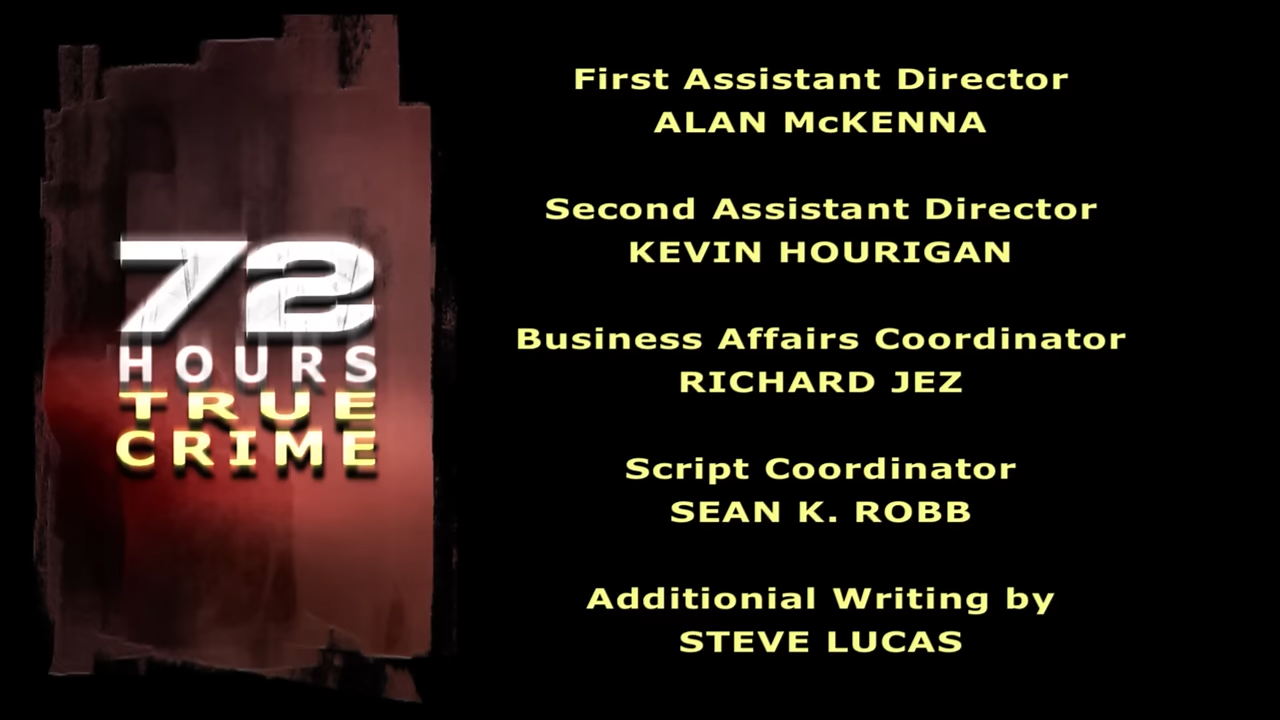 72
HOURS
TRUE
CRIME
First Assistant Director
ALAN McKENNA
Second Assistant Director
KEVIN HOURIGAN
Business Affairs Coordinator
RICHARD JEZ
Script Coordinator
SEAN K. ROBB
Additionial Writing by
STEVE LUCAS